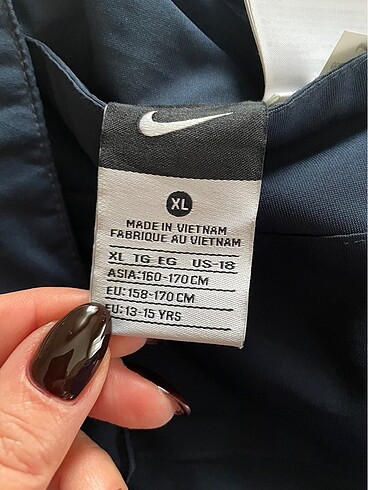 XL
MADE IN VIETNAM
FABRIQUE AU VIETNAM
XL TG EG US-18
ASIA:160-170 CM
EU:158-170 CM
EU:13-15 YRS